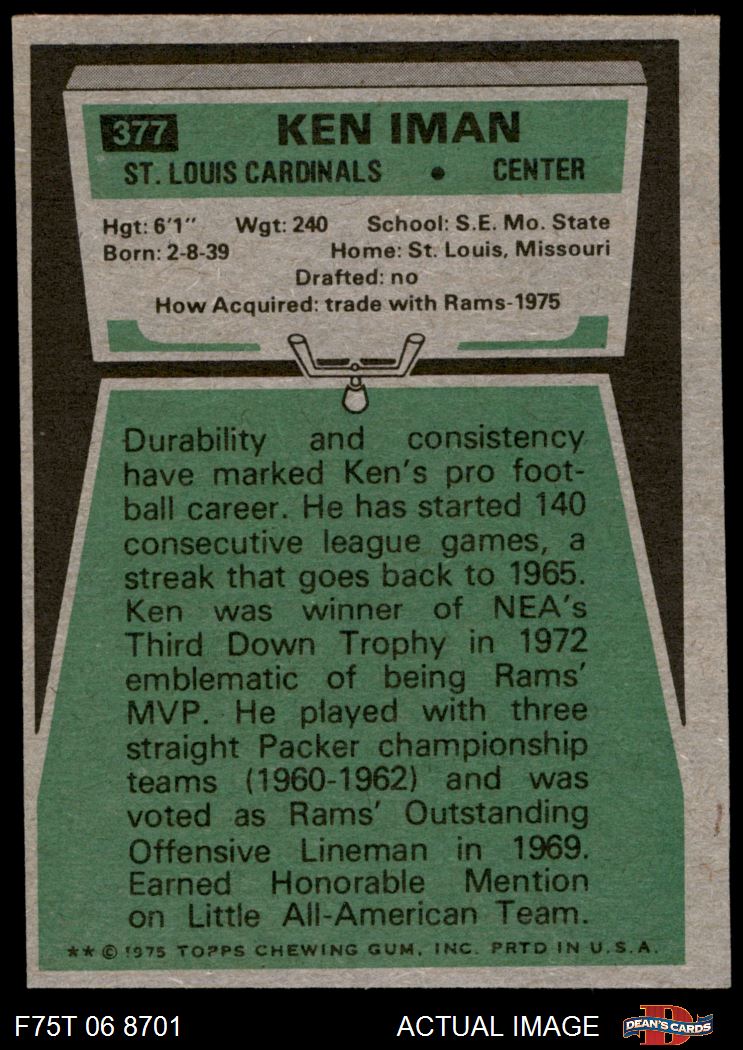 377 KEN IMAN
ST. LOUIS CARDINALS • CENTER
Hgt: 6'1" Wgt: 240 School: S.E. Mo. State
Born: 2-8-39 Home: St. Louis, Missouri
Drafted: no
How Acquired: trade with Rams-1975
Durability and consistency
have marked Ken's pro foot-
ball career. He has started 140
consecutive league games, a
streak that goes back to 1965.
Ken was winner of NEA's
Third Down Trophy in 1972
emblematic of being Rams'
MVP. He played with three
straight Packer championship
teams (1960-1962) and was
voted as Rams' Outstanding
Offensive Lineman in 1969.
Earned Honorable Mention
on Little All-American Team.
** © 1975 TOPPS CHEWING GUM, INC. PRTD IN U.S.A.
F75T 06 8701 ACTUAL IMAGE D DEAN'S CARDS